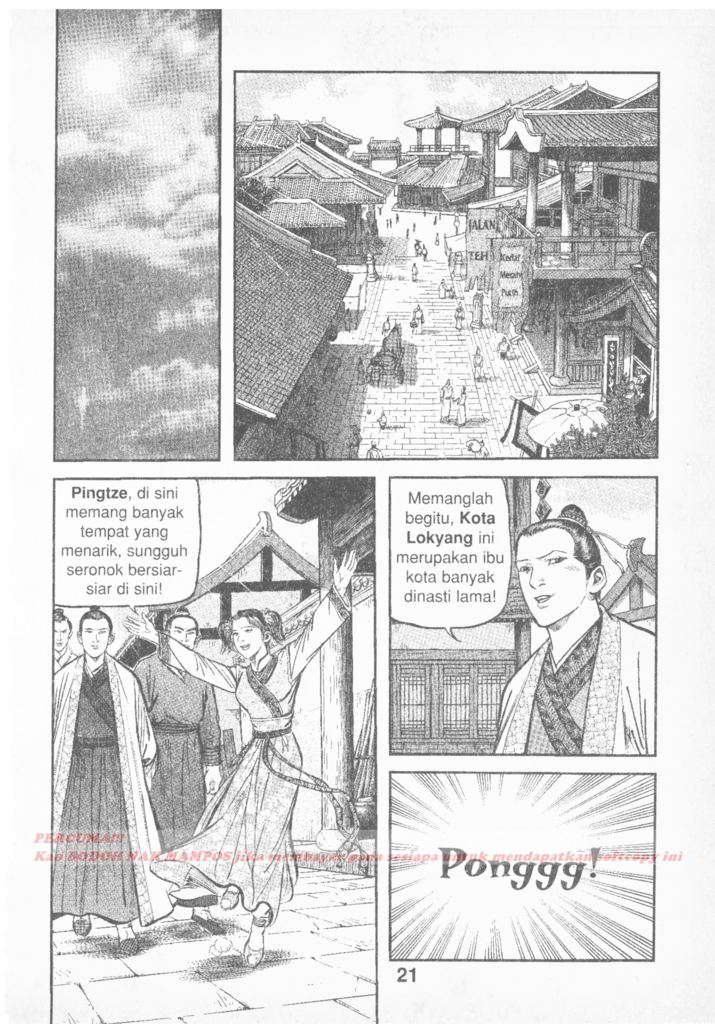 JALAN
TEH
Kedai
Pingtze, di sini
memang banyak
tempat yang
menarik, sungguh
seronok bersiar-
siar di sini!
Memanglah
begitu, Kota
Lokyang ini
merupakan ibu
kota banyak
dinasti lama!
PERCUMA!!!
Kau BODOH NAK MAMPOS jika membayar pada sesiapa untuk mendapatkan softcopy ini
Ponggg!
21